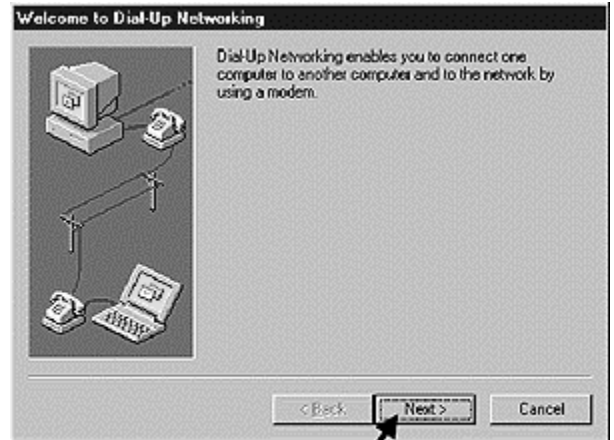 Welcome to Dial-Up Networking
Dial-Up Networking enables you to connect one
computer to another computer and to the network by
using a modem.
< Back
Next >
Cancel